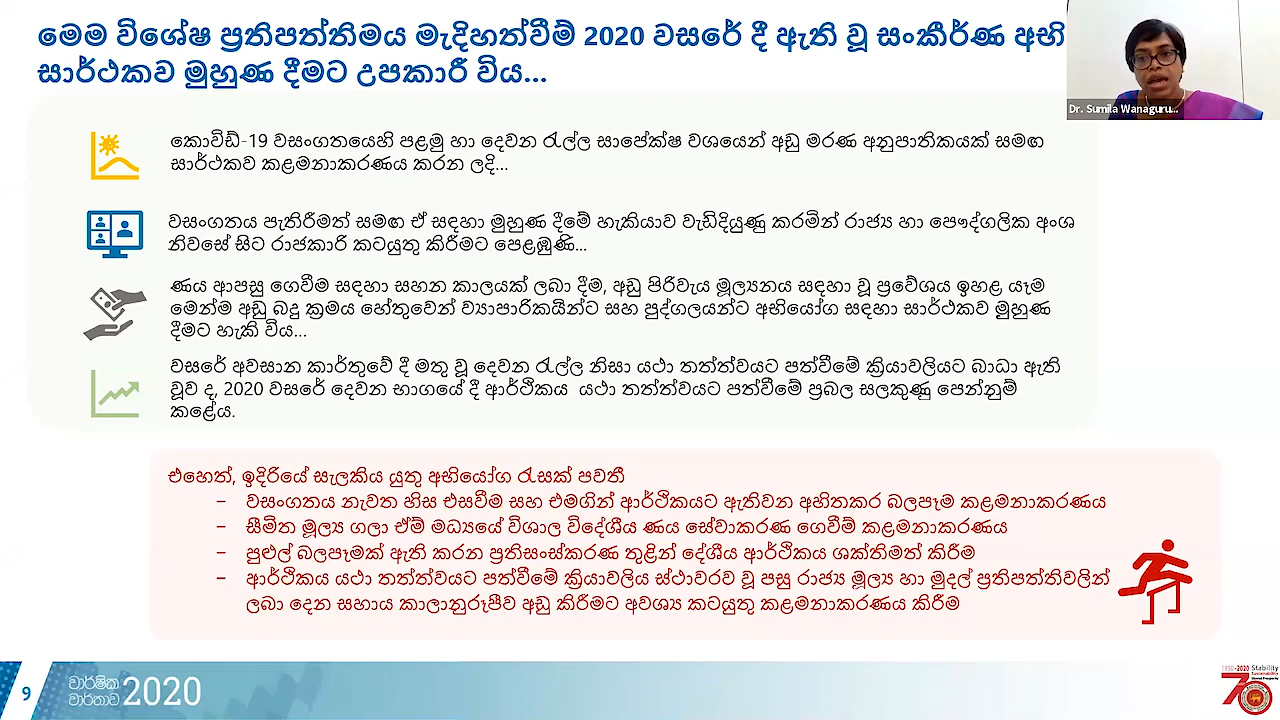 මෙම විශේෂ ප්‍රතිපත්තිමය මැදිහත්වීම් 2020 වසරේ දී ඇති වූ සංකීර්ණ අභි
සාර්ථකව මුහුණ දීමට උපකාරී විය...
Dr. Sumila Wanaguru...
කොවිඩ්-19 වසංගතයෙහි පළමු හා දෙවන රැල්ල සාපේක්ෂ වශයෙන් අඩු මරණ අනුපාතිකයක් සමඟ
සාර්ථකව කළමනාකරණය කරන ලදි...
වසංගතය පැතිරීමත් සමඟ ඒ සඳහා මුහුණ දීමේ හැකියාව වැඩිදියුණු කරමින් රාජ්‍ය හා පෞද්ගලික අංශ
නිවසේ සිට රාජකාරි කටයුතු කිරීමට පෙළඹුණි...
ණය ආපසු ගෙවීම සඳහා සහන කාලයක් ලබා දීම, අඩු පිරිවැය මූල්‍යනය සඳහා වූ ප්‍රවේශය ඉහළ යෑම
මෙන්ම අඩු බදු ක්‍රමය හේතුවෙන් ව්‍යාපාරිකයින්ට සහ පුද්ගලයන්ට අභියෝග සඳහා සාර්ථකව මුහුණ
දීමට හැකි විය...
වසරේ අවසාන කාර්තුවේ දී මතු වූ දෙවන රැල්ල නිසා යථා තත්ත්වයට පත්වීමේ ක්‍රියාවලියට බාධා ඇති
වූව ද, 2020 වසරේ දෙවන භාගයේ දී ආර්ථිකය යථා තත්ත්වයට පත්වීමේ ප්‍රබල සලකුණු පෙන්නුම්
කළේය.
එහෙත්, ඉදිරියේ සැලකිය යුතු අභියෝග රැසක් පවතී
– වසංගතය නැවත හිස එසවීම සහ එමගින් ආර්ථිකයට ඇතිවන අහිතකර බලපෑම කළමනාකරණය
– සීමිත මූල්‍ය ගලා ඒම් මධ්‍යයේ විශාල විදේශීය ණය සේවාකරණ ගෙවීම් කළමනාකරණය
– පුළුල් බලපෑමක් ඇති කරන ප්‍රතිසංස්කරණ තුළින් දේශීය ආර්ථිකය ශක්තිමත් කිරීම
– ආර්ථිකය යථා තත්ත්වයට පත්වීමේ ක්‍රියාවලිය ස්ථාවරව වූ පසු රාජ්‍ය මූල්‍ය හා මුදල් ප්‍රතිපත්තිවලින්
ලබා දෙන සහාය කාලානුරූපීව අඩු කිරීමට අවශ්‍ය කටයුතු කළමනාකරණය කිරීම
9
වාර්ෂික
වාර්තාව 2020
1950-2020 Stability
Sustainability
Shared Prosperity
70